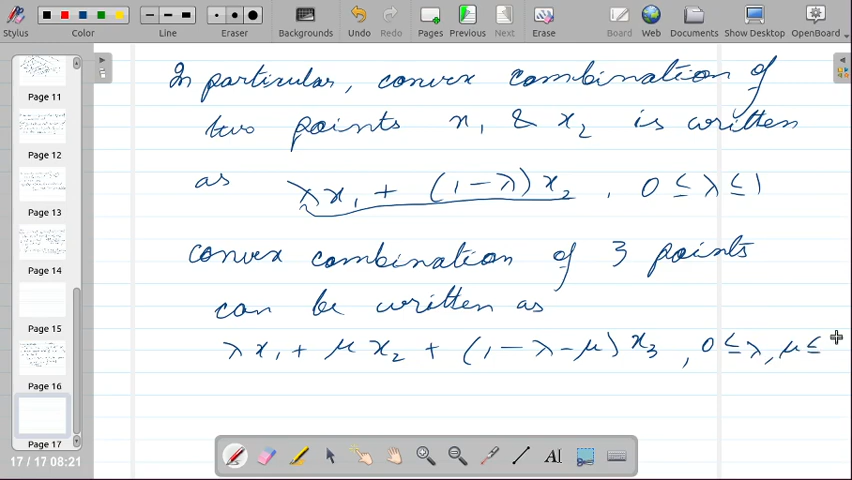 Stylus Color Line Eraser Backgrounds Undo Redo Pages Previous Next Erase Board Web Documents Show Desktop OpenBoard
Page 11
Page 12
Page 13
Page 14
Page 15
Page 16
Page 17
17 / 17 08:21
In particular, convex combination of
two points x₁ & x₂ is written
as λx₁ + (1-λ)x₂ , 0 ≤ λ ≤ 1
convex combination of 3 points
can be written as
λx₁ + μx₂ + (1-λ-μ)x₃ , 0 ≤ λ, μ ≤